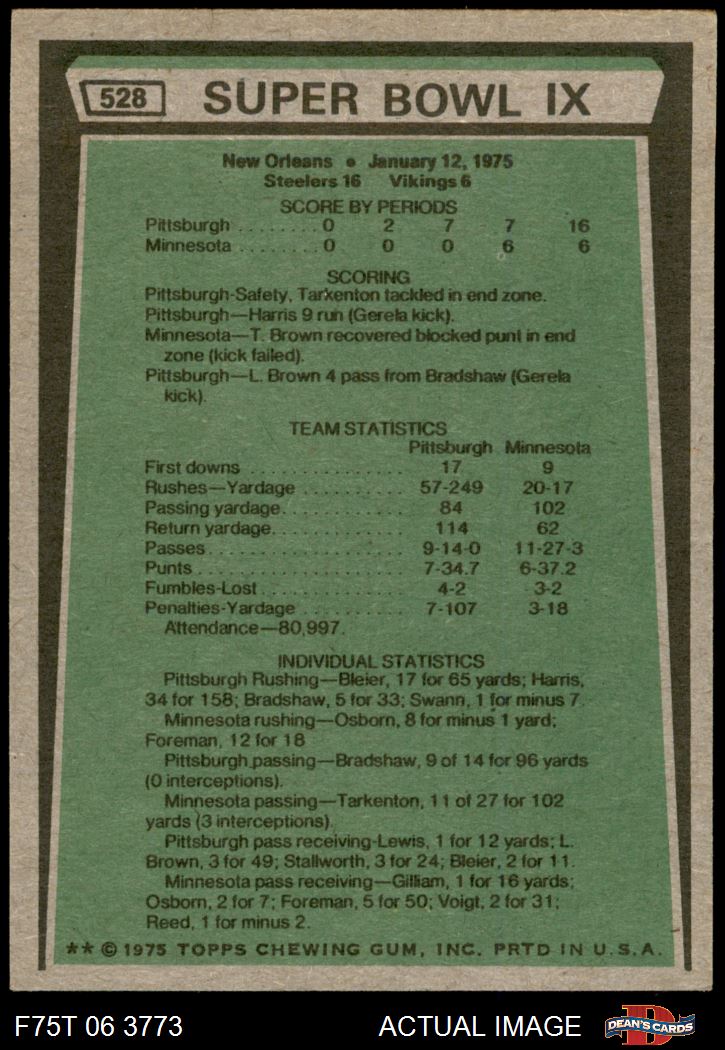 528 SUPER BOWL IX
New Orleans • January 12, 1975
Steelers 16 Vikings 6
SCORE BY PERIODS
Pittsburgh ........ 0 2 7 7 16
Minnesota ........ 0 0 0 6 6
SCORING
Pittsburgh-Safety, Tarkenton tackled in end zone.
Pittsburgh—Harris 9 run (Gerela kick).
Minnesota—T. Brown recovered blocked punt in end
zone (kick failed).
Pittsburgh—L. Brown 4 pass from Bradshaw (Gerela
kick).
TEAM STATISTICS
Pittsburgh Minnesota
First downs ............... 17 9
Rushes—Yardage .......... 57-249 20-17
Passing yardage............ 84 102
Return yardage............. 114 62
Passes................... 9-14-0 11-27-3
Punts .................... 7-34.7 6-37.2
Fumbles-Lost.............. 4-2 3-2
Penalties-Yardage .......... 7-107 3-18
Attendance—80,997.
INDIVIDUAL STATISTICS
Pittsburgh Rushing—Bleier, 17 for 65 yards; Harris,
34 for 158; Bradshaw, 5 for 33; Swann, 1 for minus 7.
Minnesota rushing—Osborn, 8 for minus 1 yard;
Foreman, 12 for 18
Pittsburgh passing—Bradshaw, 9 of 14 for 96 yards
(0 interceptions).
Minnesota passing—Tarkenton, 11 of 27 for 102
yards (3 interceptions).
Pittsburgh pass receiving-Lewis, 1 for 12 yards; L.
Brown, 3 for 49; Stallworth, 3 for 24; Bleier, 2 for 11.
Minnesota pass receiving—Gilliam, 1 for 16 yards;
Osborn, 2 for 7; Foreman, 5 for 50; Voigt, 2 for 31;
Reed, 1 for minus 2.
** © 1975 TOPPS CHEWING GUM, INC. PRTD IN U.S.A.
F75T 06 3773 ACTUAL IMAGE D DEAN'S CARDS